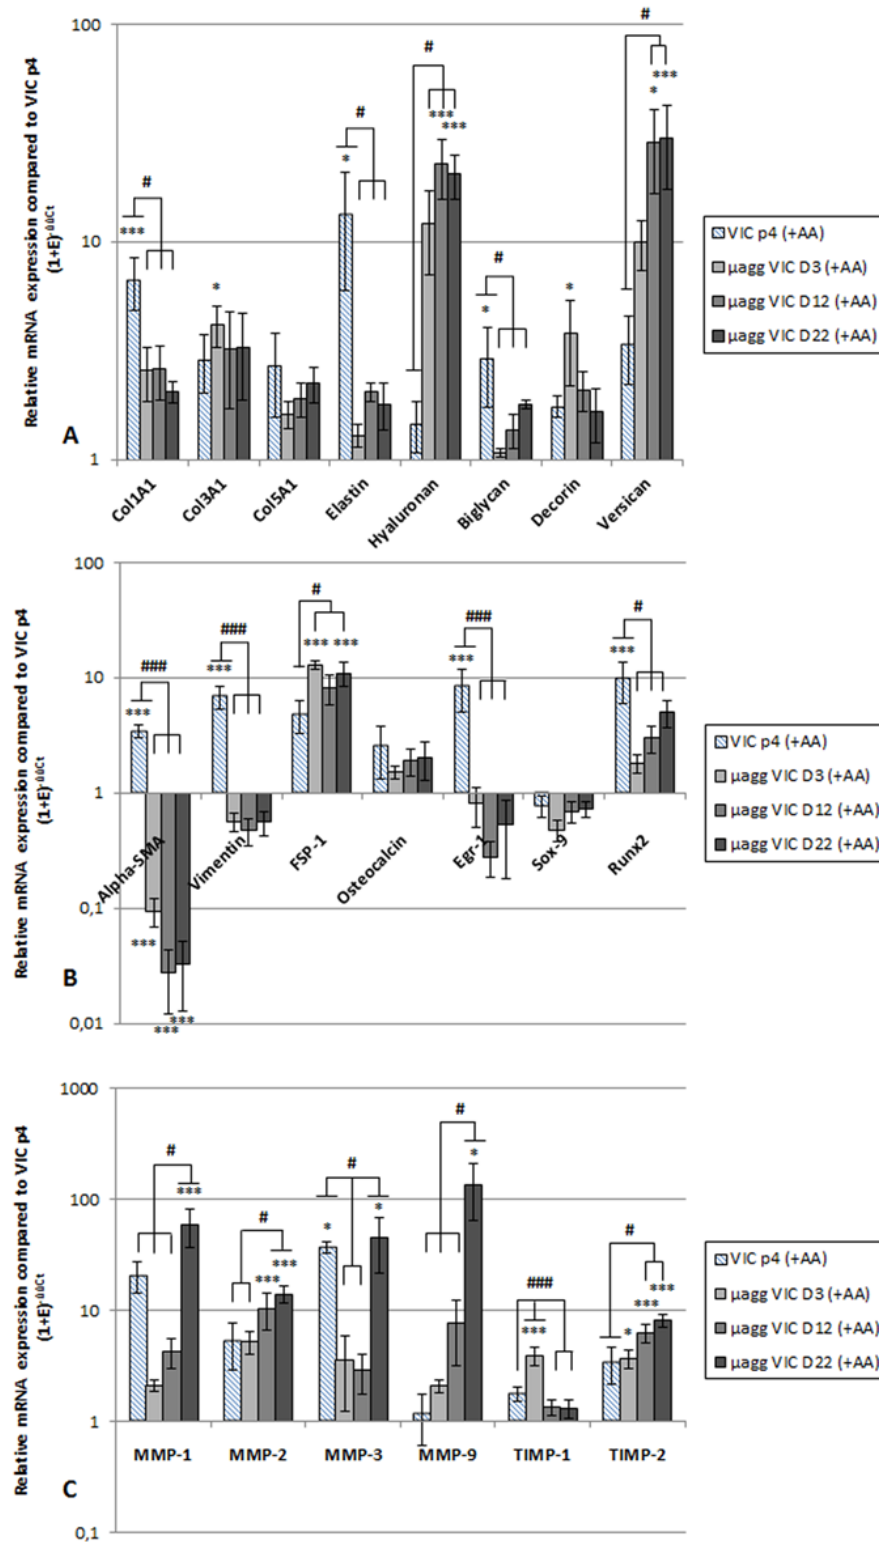 100
10
1
Relative mRNA expression compared to VIC p4
(1+E)-ΔΔCt
#
***
*
#
*
#
***
***
#
*
*
#
*
***
A
Col1A1
Col3A1
Col5A1
Elastin
Hyaluronan
Biglycan
Decorin
Versican
VIC p4 (+AA)
µagg VIC D3 (+AA)
µagg VIC D12 (+AA)
µagg VIC D22 (+AA)
100
10
1
0,1
0,01
Relative mRNA expression compared to VIC p4
(1+E)-ΔΔCt
###
***
***
***
***
###
***
#
***
***
###
***
#
***
B
Alpha-SMA
Vimentin
FSP-1
Osteocalcin
Egr-1
Sox-9
Runx2
VIC p4 (+AA)
µagg VIC D3 (+AA)
µagg VIC D12 (+AA)
µagg VIC D22 (+AA)
1000
100
10
1
0,1
Relative mRNA expression compared to VIC p4
(1+E)-ΔΔCt
#
***
#
***
***
#
*
*
#
*
###
***
#
*
***
***
C
MMP-1
MMP-2
MMP-3
MMP-9
TIMP-1
TIMP-2
VIC p4 (+AA)
µagg VIC D3 (+AA)
µagg VIC D12 (+AA)
µagg VIC D22 (+AA)